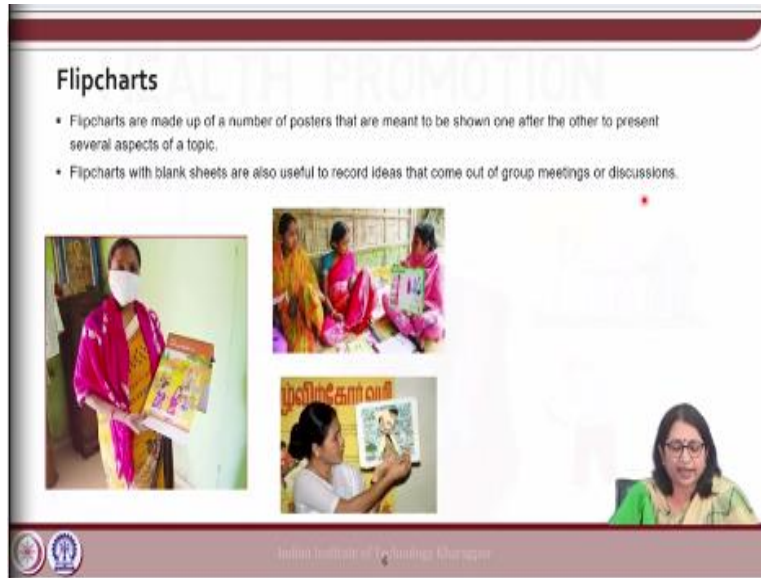 HEALTH PROMOTION
Flipcharts
▪ Flipcharts are made up of a number of posters that are meant to be shown one after the other to present
several aspects of a topic.
▪ Flipcharts with blank sheets are also useful to record ideas that come out of group meetings or discussions.
ழ்விற்கோர் வழி
Indian Institute of Technology Kharagpur
6